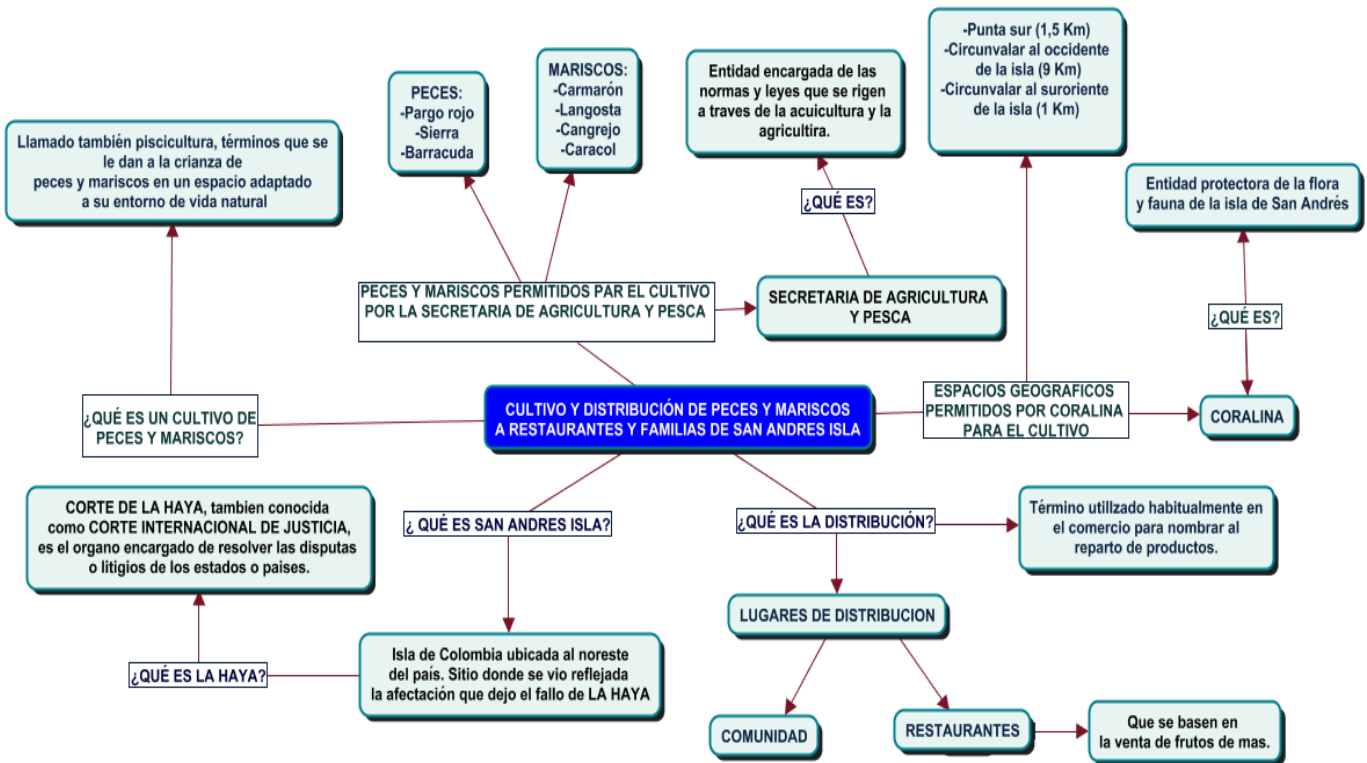 -Punta sur (1,5 Km)
-Circunvalar al occidente
de la isla (9 Km)
-Circunvalar al suroriente
de la isla (1 Km)
MARISCOS:
-Carmarón
-Langosta
-Cangrejo
-Caracol
PECES:
-Pargo rojo
-Sierra
-Barracuda
Entidad encargada de las
normas y leyes que se rigen
a traves de la acuicultura y la
agricultira.
Llamado también piscicultura, términos que se
le dan a la crianza de
peces y mariscos en un espacio adaptado
a su entorno de vida natural
Entidad protectora de la flora
y fauna de la isla de San Andrés
¿QUÉ ES?
PECES Y MARISCOS PERMITIDOS PAR EL CULTIVO
POR LA SECRETARIA DE AGRICULTURA Y PESCA
SECRETARIA DE AGRICULTURA
Y PESCA
¿QUÉ ES?
¿QUÉ ES UN CULTIVO DE
PECES Y MARISCOS?
CULTIVO Y DISTRIBUCIÓN DE PECES Y MARISCOS
A RESTAURANTES Y FAMILIAS DE SAN ANDRES ISLA
ESPACIOS GEOGRAFICOS
PERMITIDOS POR CORALINA
PARA EL CULTIVO
CORALINA
CORTE DE LA HAYA, tambien conocida
como CORTE INTERNACIONAL DE JUSTICIA,
es el organo encargado de resolver las disputas
o litigios de los estados o paises.
¿ QUÉ ES SAN ANDRES ISLA?
¿QUÉ ES LA DISTRIBUCIÓN?
Término utilzado habitualmente en
el comercio para nombrar al
reparto de productos.
LUGARES DE DISTRIBUCION
¿QUÉ ES LA HAYA?
Isla de Colombia ubicada al noreste
del país. Sitio donde se vio reflejada
la afectación que dejo el fallo de LA HAYA
COMUNIDAD
RESTAURANTES
Que se basen en
la venta de frutos de mas.